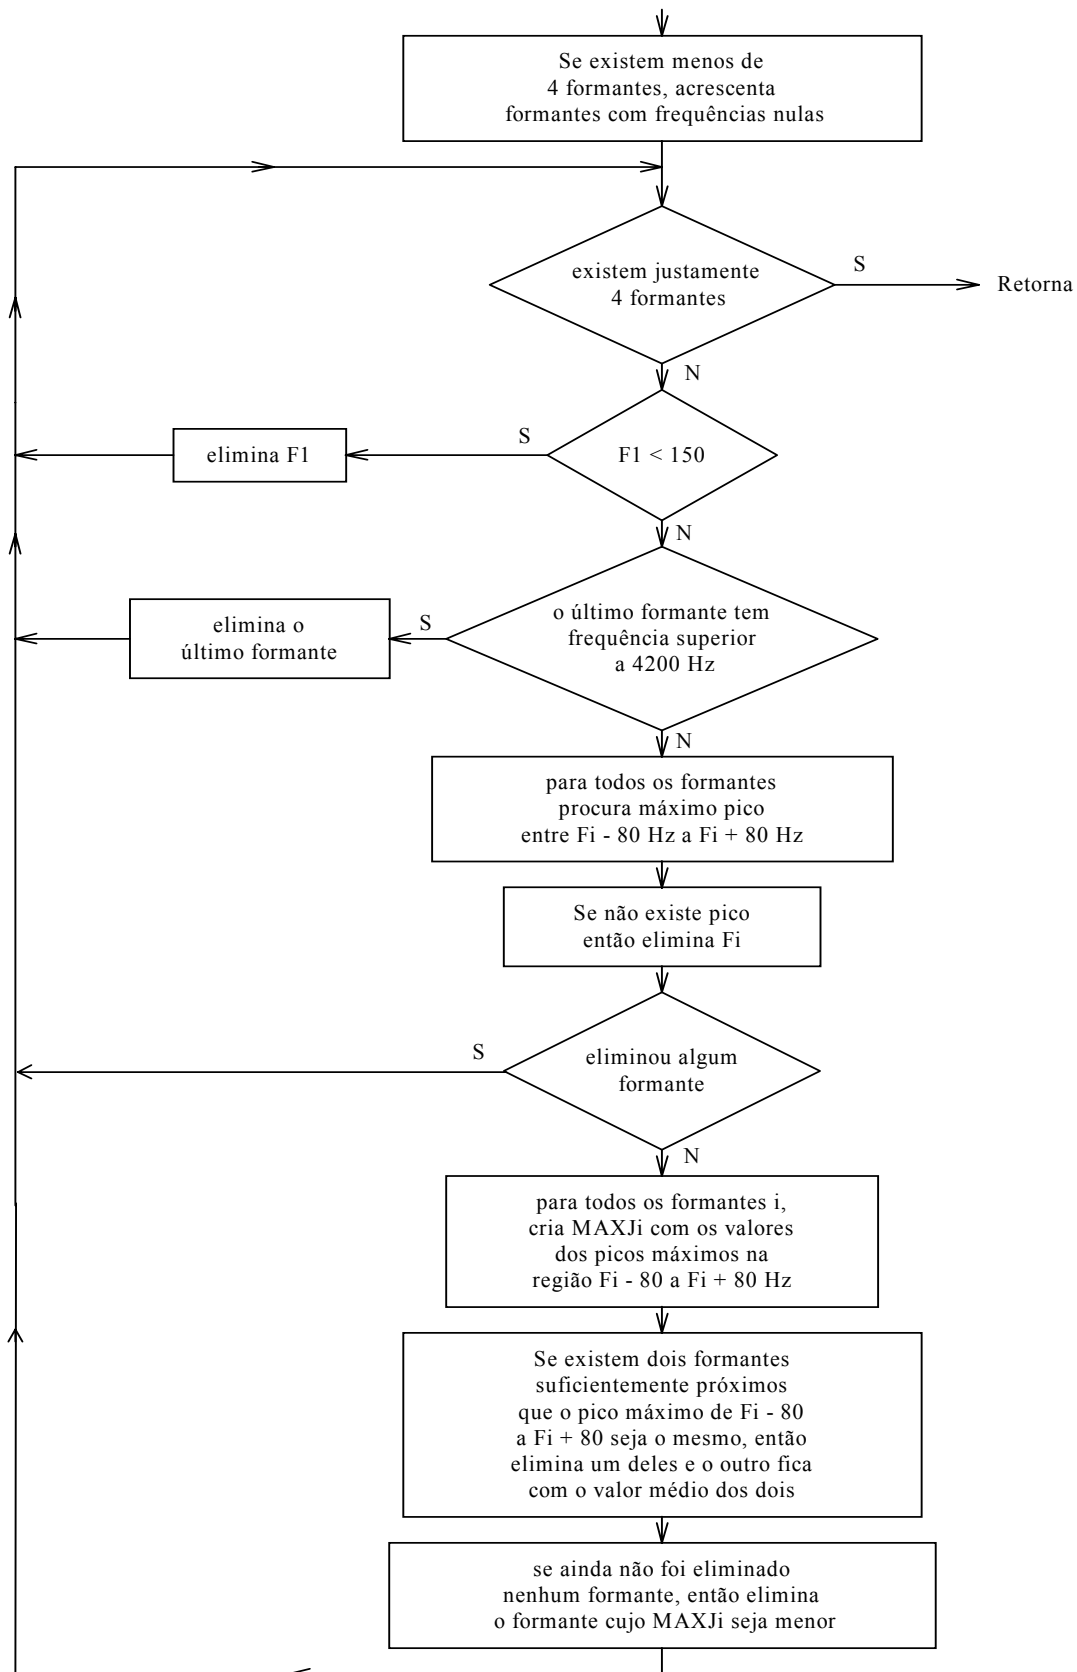 Se existem menos de
4 formantes, acrescenta
formantes com frequências nulas
existem justamente
4 formantes
S
Retorna
N
elimina F1
S
F1 < 150
N
elimina o
último formante
S
o último formante tem
frequência superior
a 4200 Hz
N
para todos os formantes
procura máximo pico
entre Fi - 80 Hz a Fi + 80 Hz
Se não existe pico
então elimina Fi
S
eliminou algum
formante
N
para todos os formantes i,
cria MAXJi com os valores
dos picos máximos na
região Fi - 80 a Fi + 80 Hz
Se existem dois formantes
suficientemente próximos
que o pico máximo de Fi - 80
a Fi + 80 seja o mesmo, então
elimina um deles e o outro fica
com o valor médio dos dois
se ainda não foi eliminado
nenhum formante, então elimina
o formante cujo MAXJi seja menor